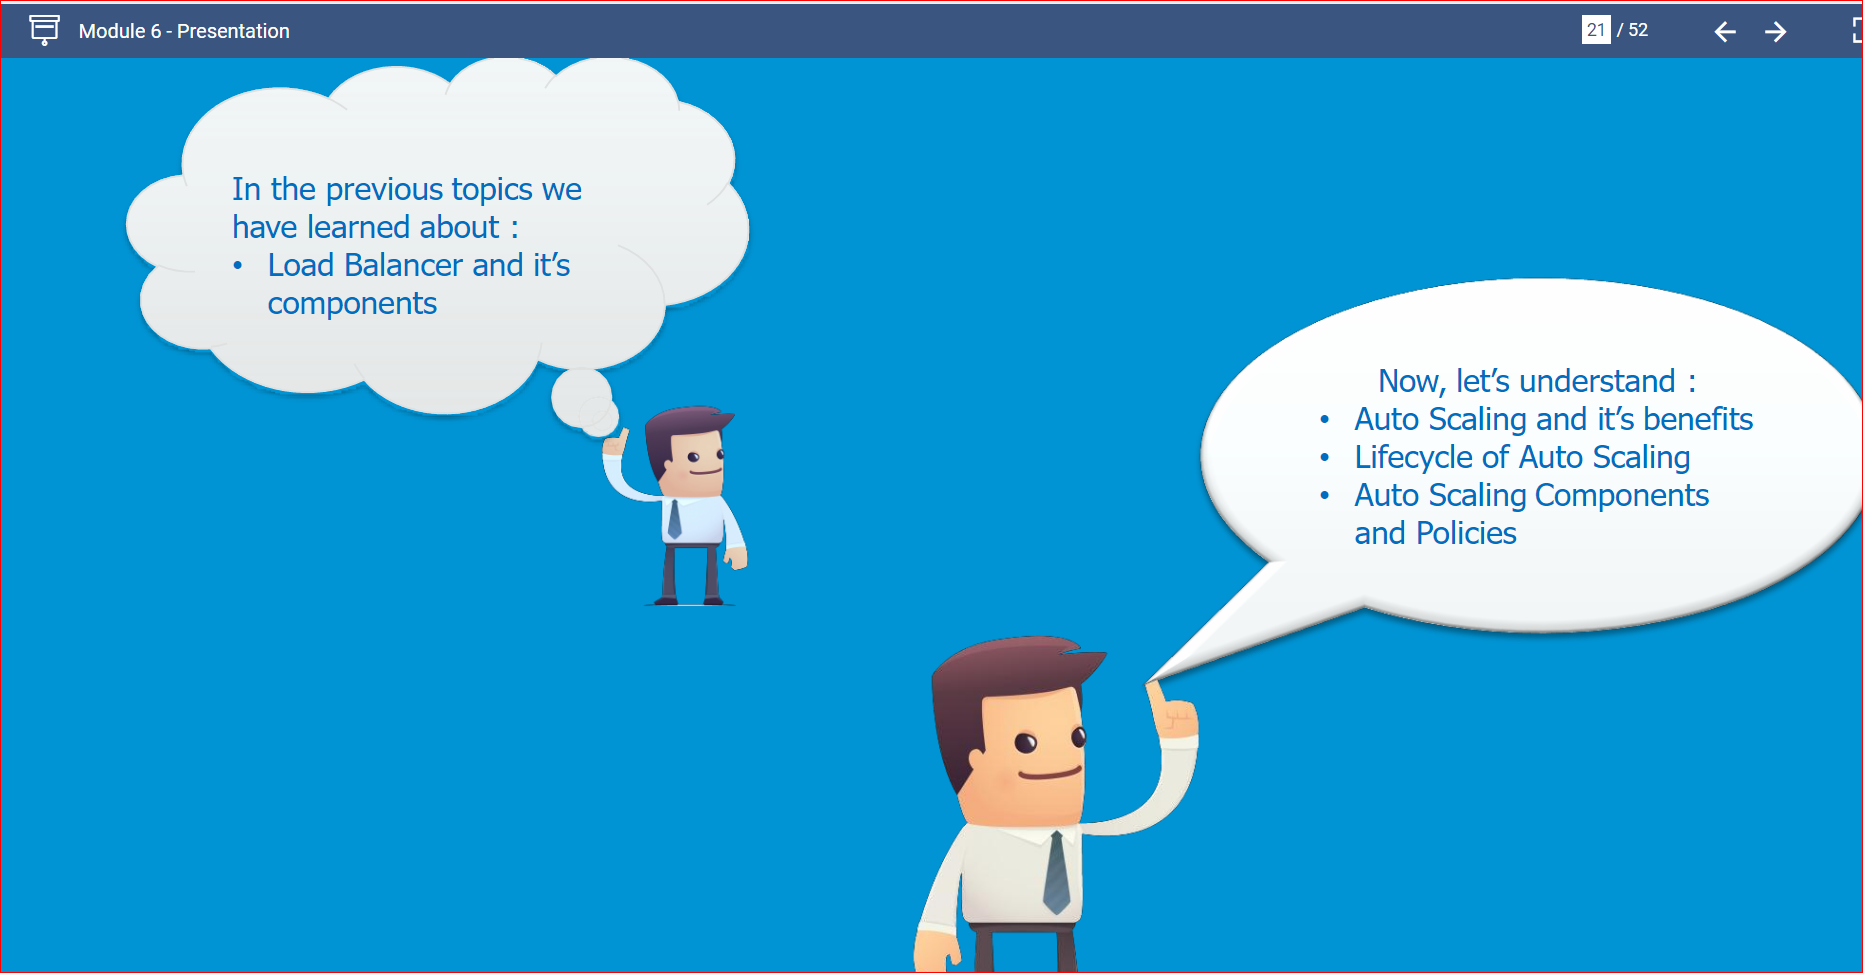 Module 6 - Presentation
21 / 52
In the previous topics we
have learned about :
• Load Balancer and it’s
components
Now, let’s understand :
• Auto Scaling and it’s benefits
• Lifecycle of Auto Scaling
• Auto Scaling Components
and Policies